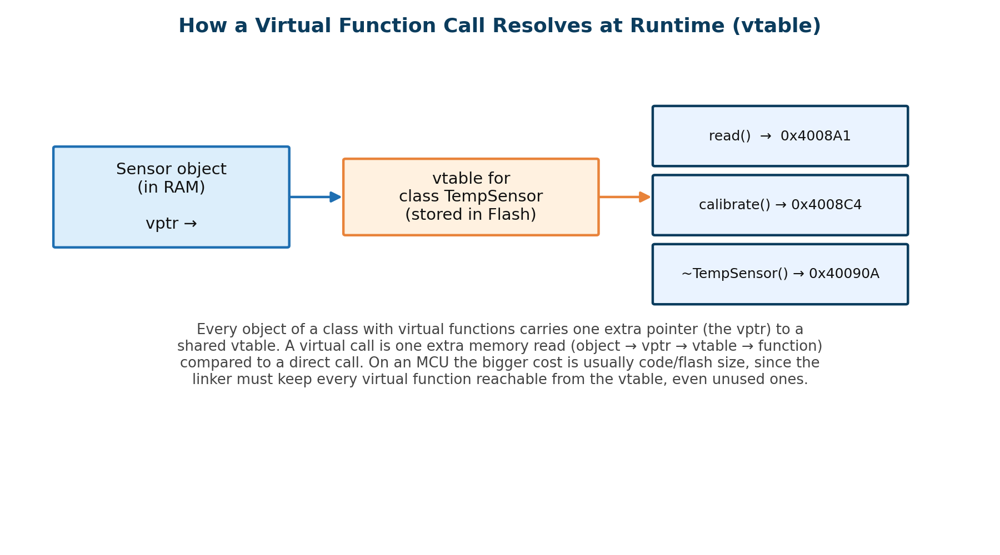 How a Virtual Function Call Resolves at Runtime (vtable)
Sensor object
(in RAM)
vptr →
vtable for
class TempSensor
(stored in Flash)
read() → 0x4008A1
calibrate() → 0x4008C4
~TempSensor() → 0x40090A
Every object of a class with virtual functions carries one extra pointer (the vptr) to a
shared vtable. A virtual call is one extra memory read (object → vptr → vtable → function)
compared to a direct call. On an MCU the bigger cost is usually code/flash size, since the
linker must keep every virtual function reachable from the vtable, even unused ones.